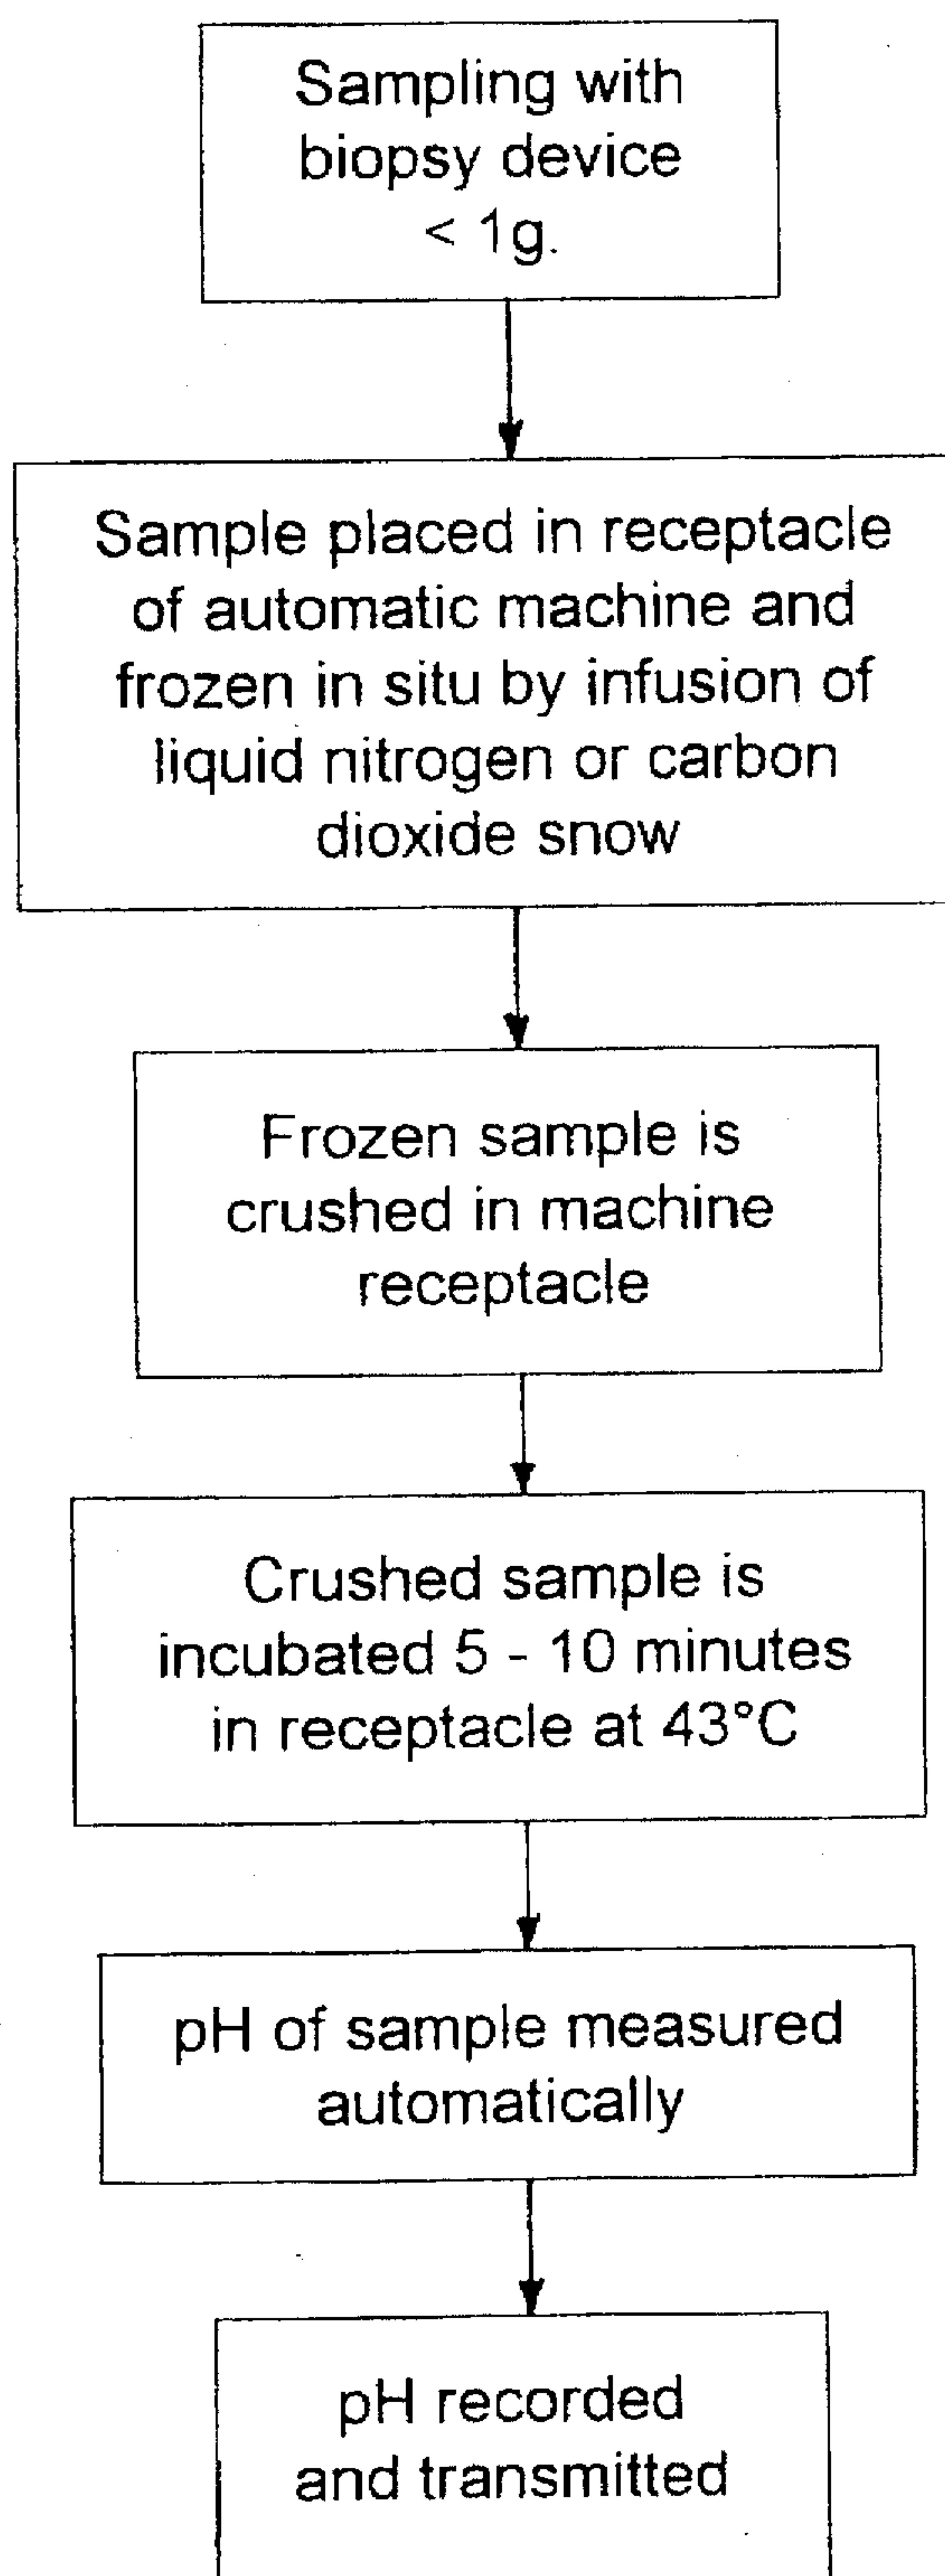 Sampling with
biopsy device
< 1g.
Sample placed in receptacle
of automatic machine and
frozen in situ by infusion of
liquid nitrogen or carbon
dioxide snow
Frozen sample is
crushed in machine
receptacle
Crushed sample is
incubated 5 - 10 minutes
in receptacle at 43°C
pH of sample measured
automatically
pH recorded
and transmitted